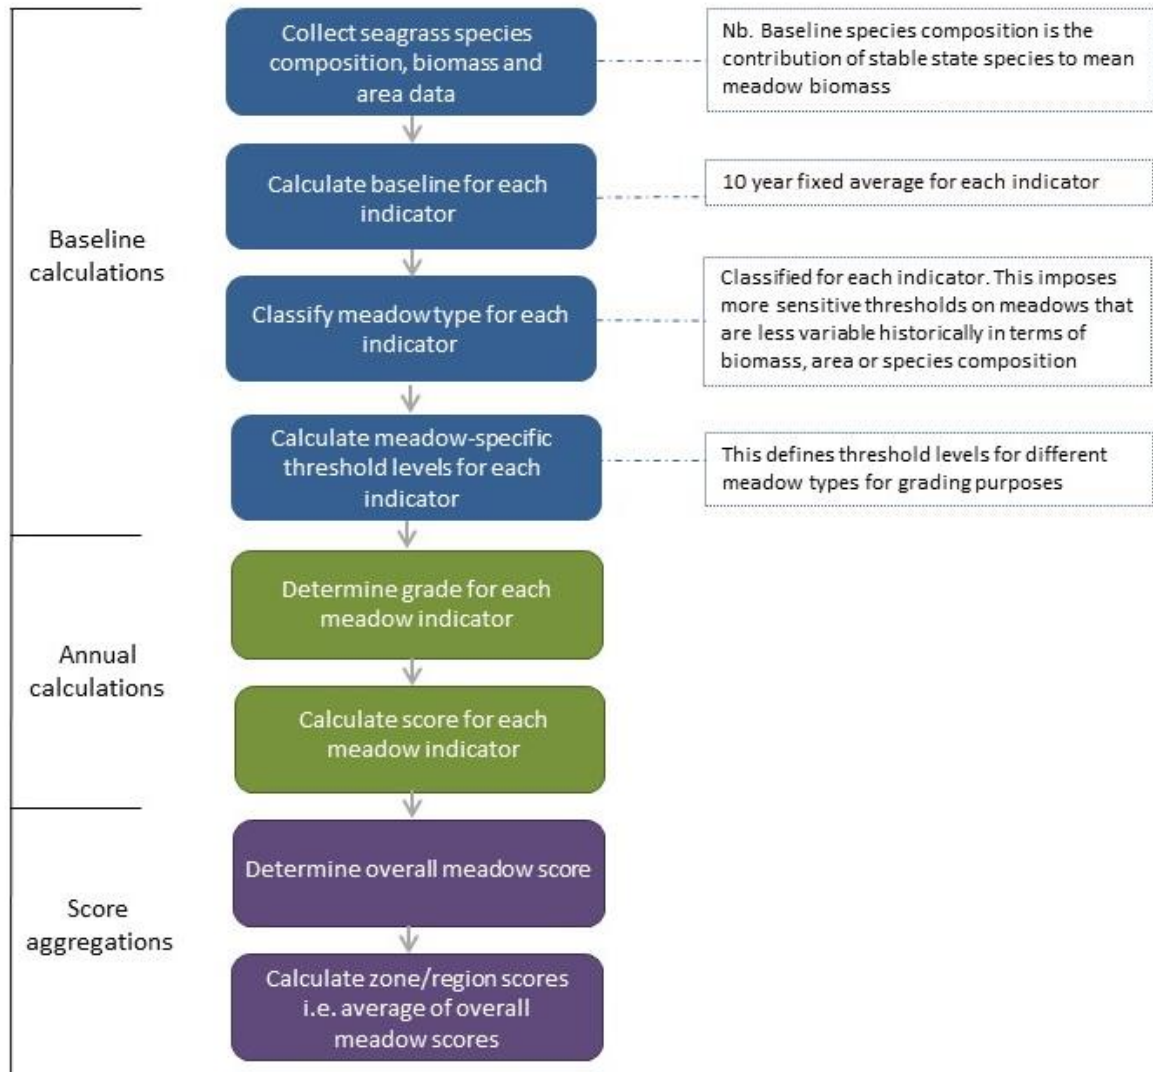 Collect seagrass species
composition, biomass and
area data
Nb. Baseline species composition is the
contribution of stable state species to mean
meadow biomass
Calculate baseline for each
indicator
10 year fixed average for each indicator
Baseline
calculations
Classify meadow type for each
indicator
Classified for each indicator. This imposes
more sensitive thresholds on meadows that
are less variable historically in terms of
biomass, area or species composition
Calculate meadow-specific
threshold levels for each
indicator
This defines threshold levels for different
meadow types for grading purposes
Annual
calculations
Determine grade for each
meadow indicator
Calculate score for each
meadow indicator
Score
aggregations
Determine overall meadow score
Calculate zone/region scores
i.e. average of overall
meadow scores